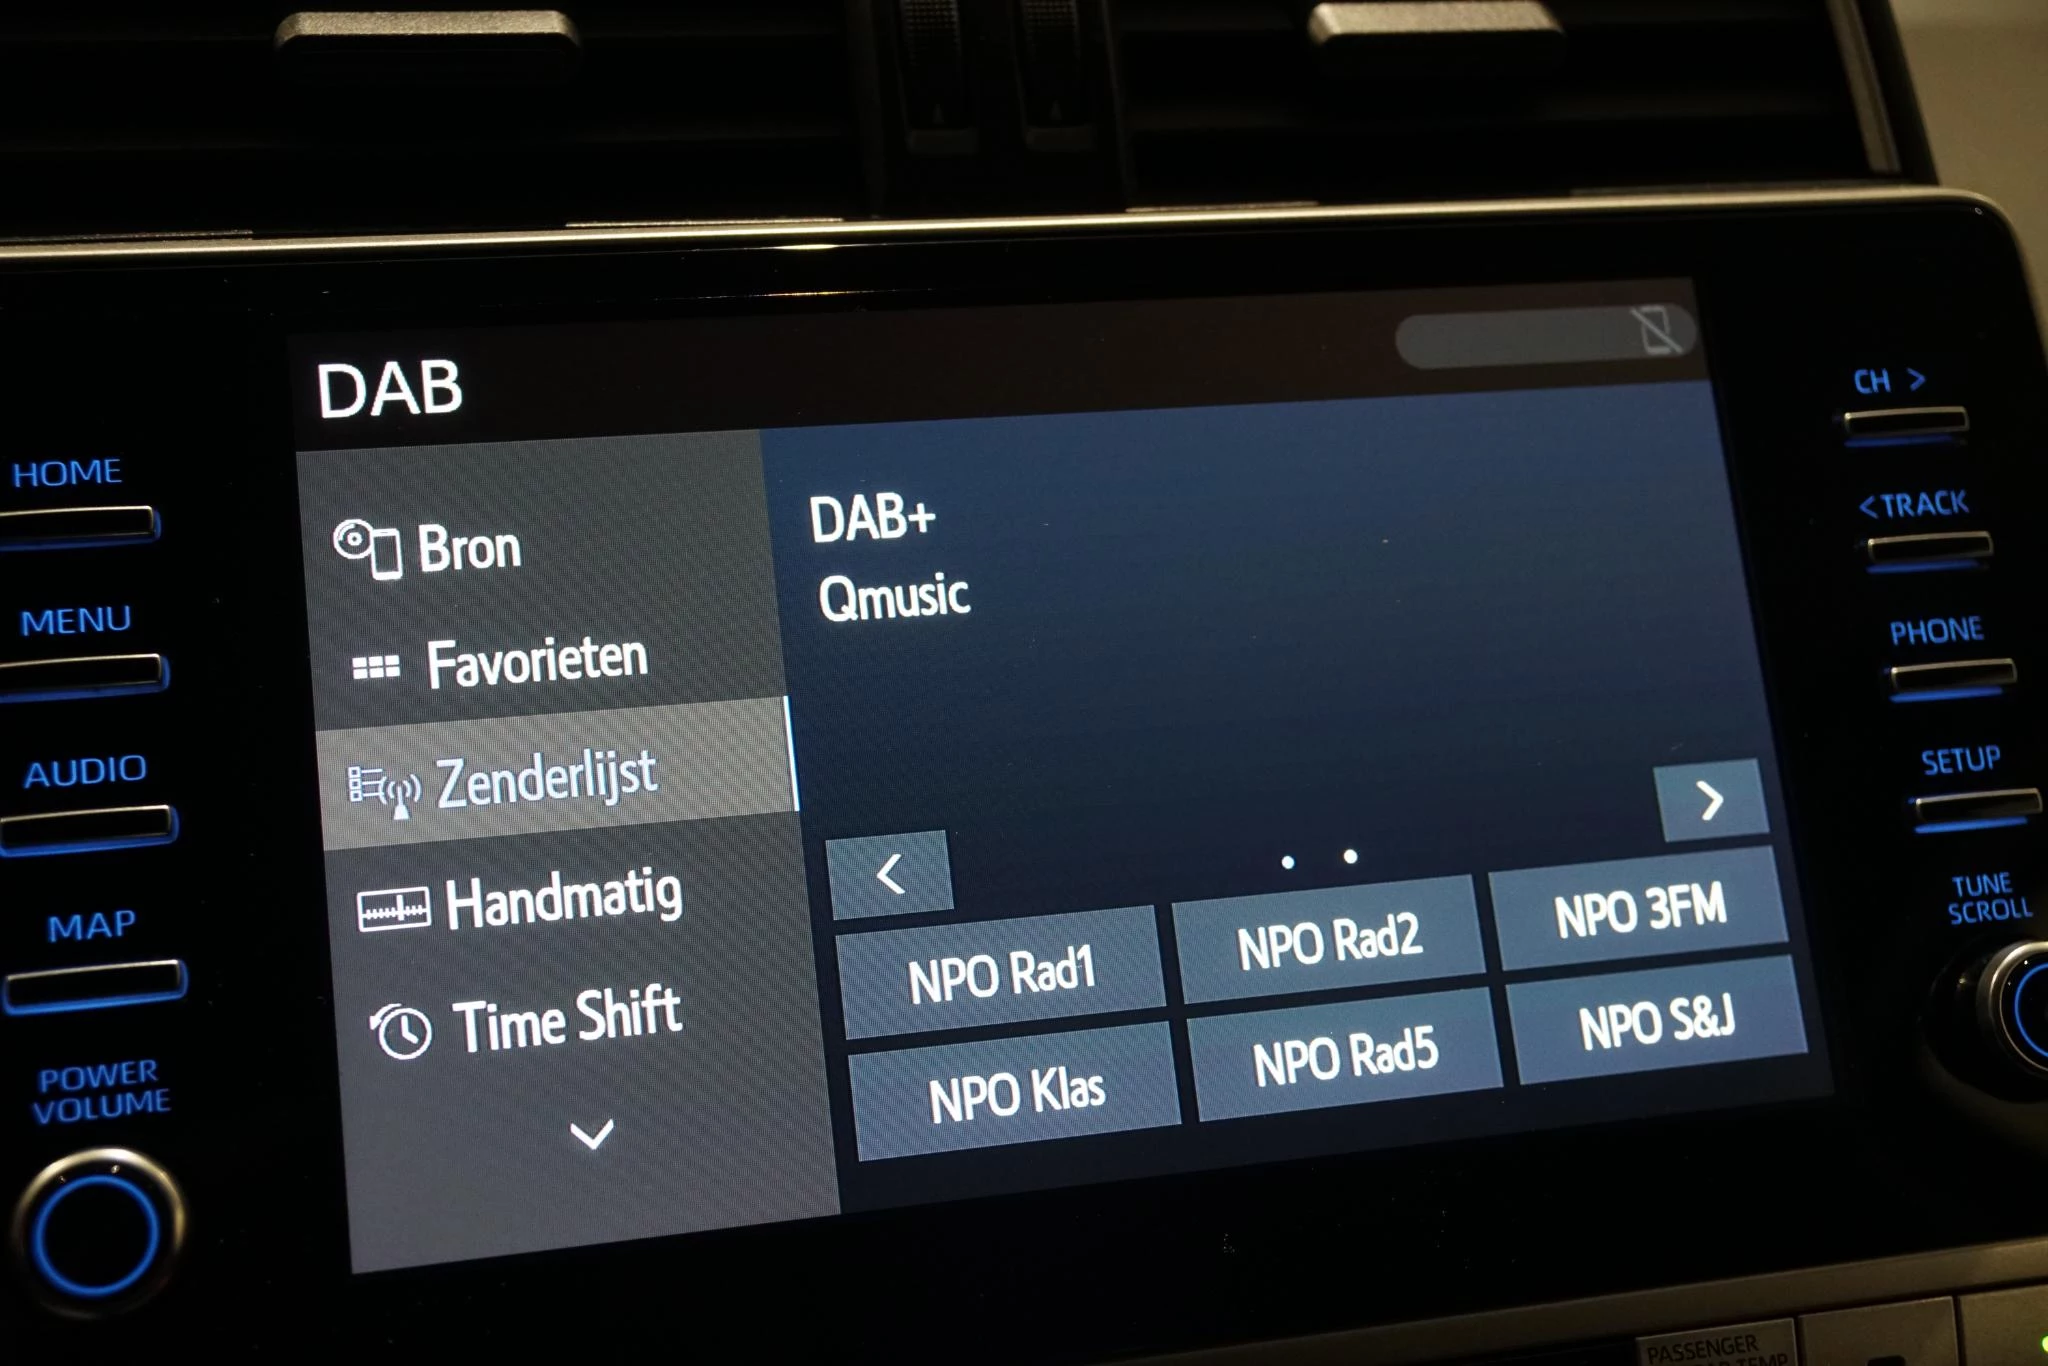 DAB
HOME
MENU
AUDIO
MAP
POWER
VOLUME
Bron
Favorieten
Zenderlijst
Handmatig
Time Shift
DAB+
Qmusic
<
>
NPO Rad1
NPO Rad2
NPO 3FM
NPO Klas
NPO Rad5
NPO S&J
CH >
< TRACK
PHONE
SETUP
TUNE
SCROLL
PASSENGER
TEMP